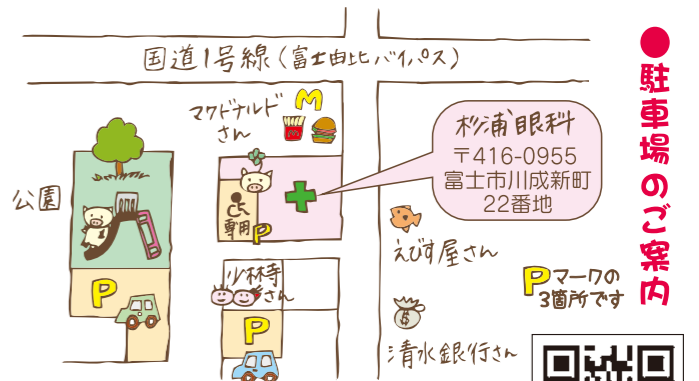 国道1号線(富士由比バイパス)
マクドナルド
さん
M
杉浦眼科
〒416-0955
富士市川成新町
22番地
公園
専用
P
えびす屋さん
少林寺
さん
P
P
清水銀行さん
Pマークの
3箇所です
●駐車場のご案内